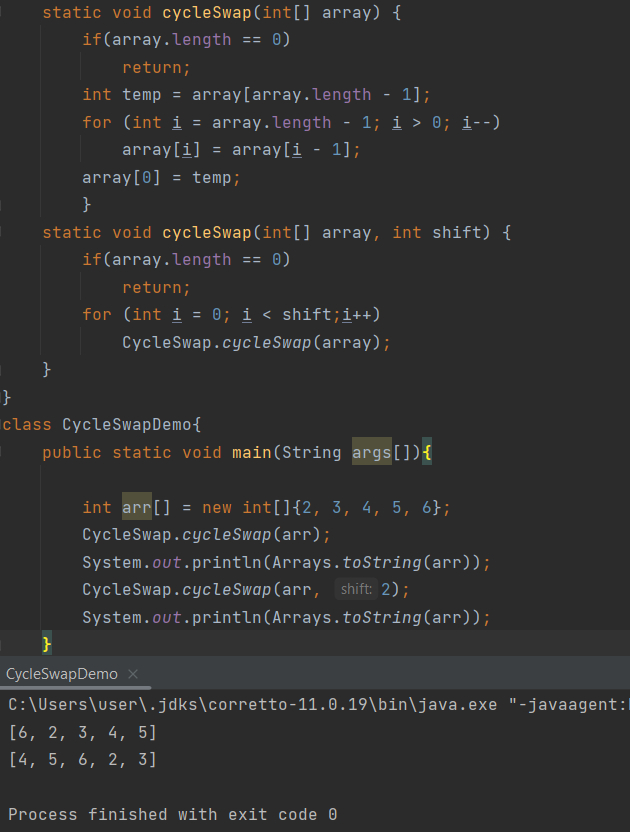 static void cycleSwap(int[] array) {
if(array.length == 0)
return;
int temp = array[array.length - 1];
for (int i = array.length - 1; i > 0; i--)
array[i] = array[i - 1];
array[0] = temp;
}
static void cycleSwap(int[] array, int shift) {
if(array.length == 0)
return;
for (int i = 0; i < shift;i++)
CycleSwap.cycleSwap(array);
}
}
class CycleSwapDemo{
public static void main(String args[]){
int arr[] = new int[]{2, 3, 4, 5, 6};
CycleSwap.cycleSwap(arr);
System.out.println(Arrays.toString(arr));
CycleSwap.cycleSwap(arr, shift: 2);
System.out.println(Arrays.toString(arr));
}
CycleSwapDemo ×
C:\Users\user\.jdks\corretto-11.0.19\bin\java.exe "-javaagent:
[6, 2, 3, 4, 5]
[4, 5, 6, 2, 3]
Process finished with exit code 0